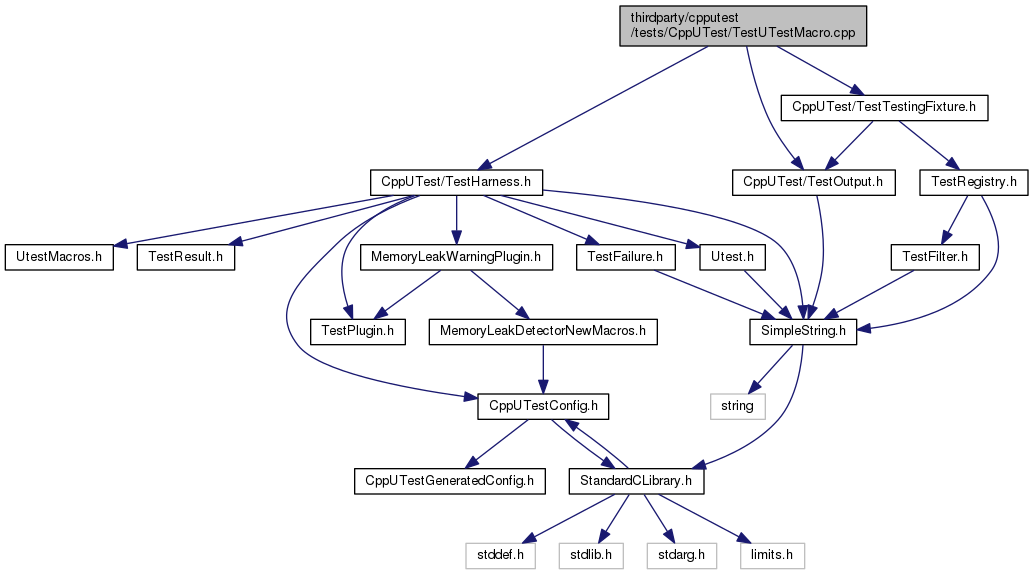 thirdparty/cpputest
/tests/CppUTest/TestUTestMacro.cpp
CppUTest/TestTestingFixture.h
CppUTest/TestHarness.h
CppUTest/TestOutput.h
TestRegistry.h
UtestMacros.h
TestResult.h
MemoryLeakWarningPlugin.h
TestFailure.h
Utest.h
TestFilter.h
TestPlugin.h
MemoryLeakDetectorNewMacros.h
SimpleString.h
CppUTestConfig.h
string
CppUTestGeneratedConfig.h
StandardCLibrary.h
stddef.h
stdlib.h
stdarg.h
limits.h